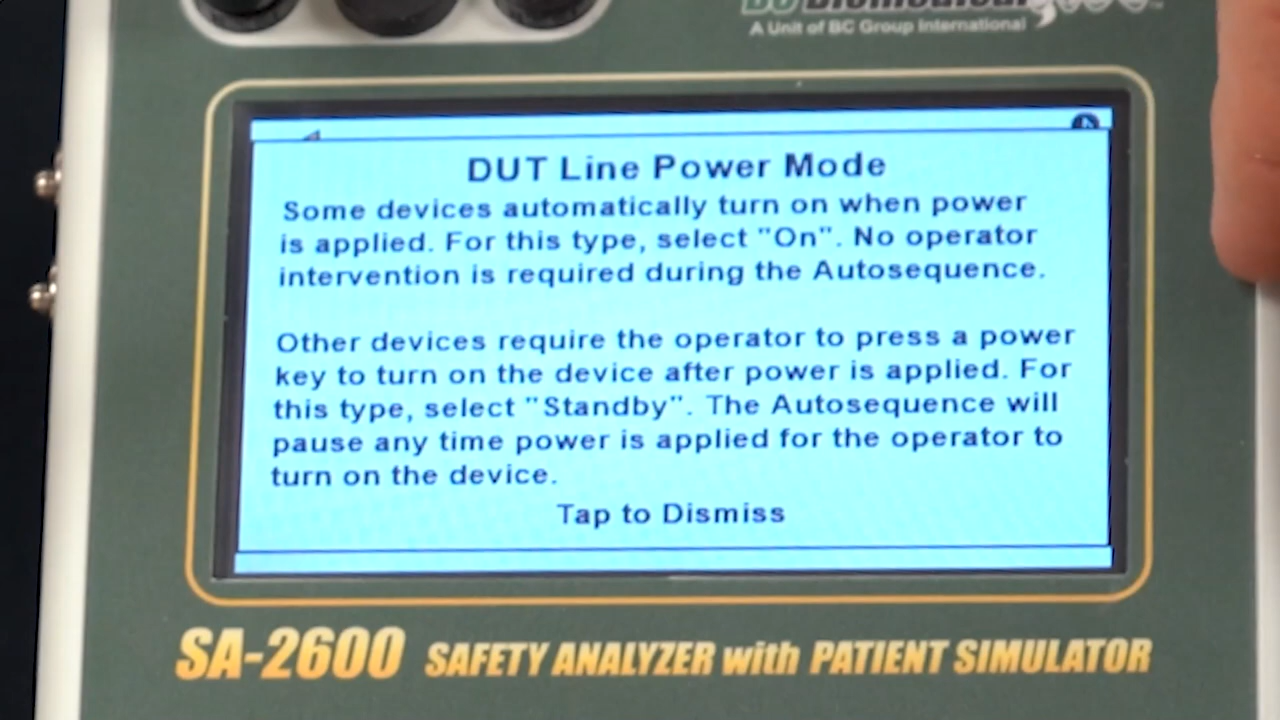 BC Biomedical
A Unit of BC Group International
DUT Line Power Mode
Some devices automatically turn on when power
is applied. For this type, select "On". No operator
intervention is required during the Autosequence.
Other devices require the operator to press a power
key to turn on the device after power is applied. For
this type, select "Standby". The Autosequence will
pause any time power is applied for the operator to
turn on the device.
Tap to Dismiss
SA-2600 SAFETY ANALYZER with PATIENT SIMULATOR